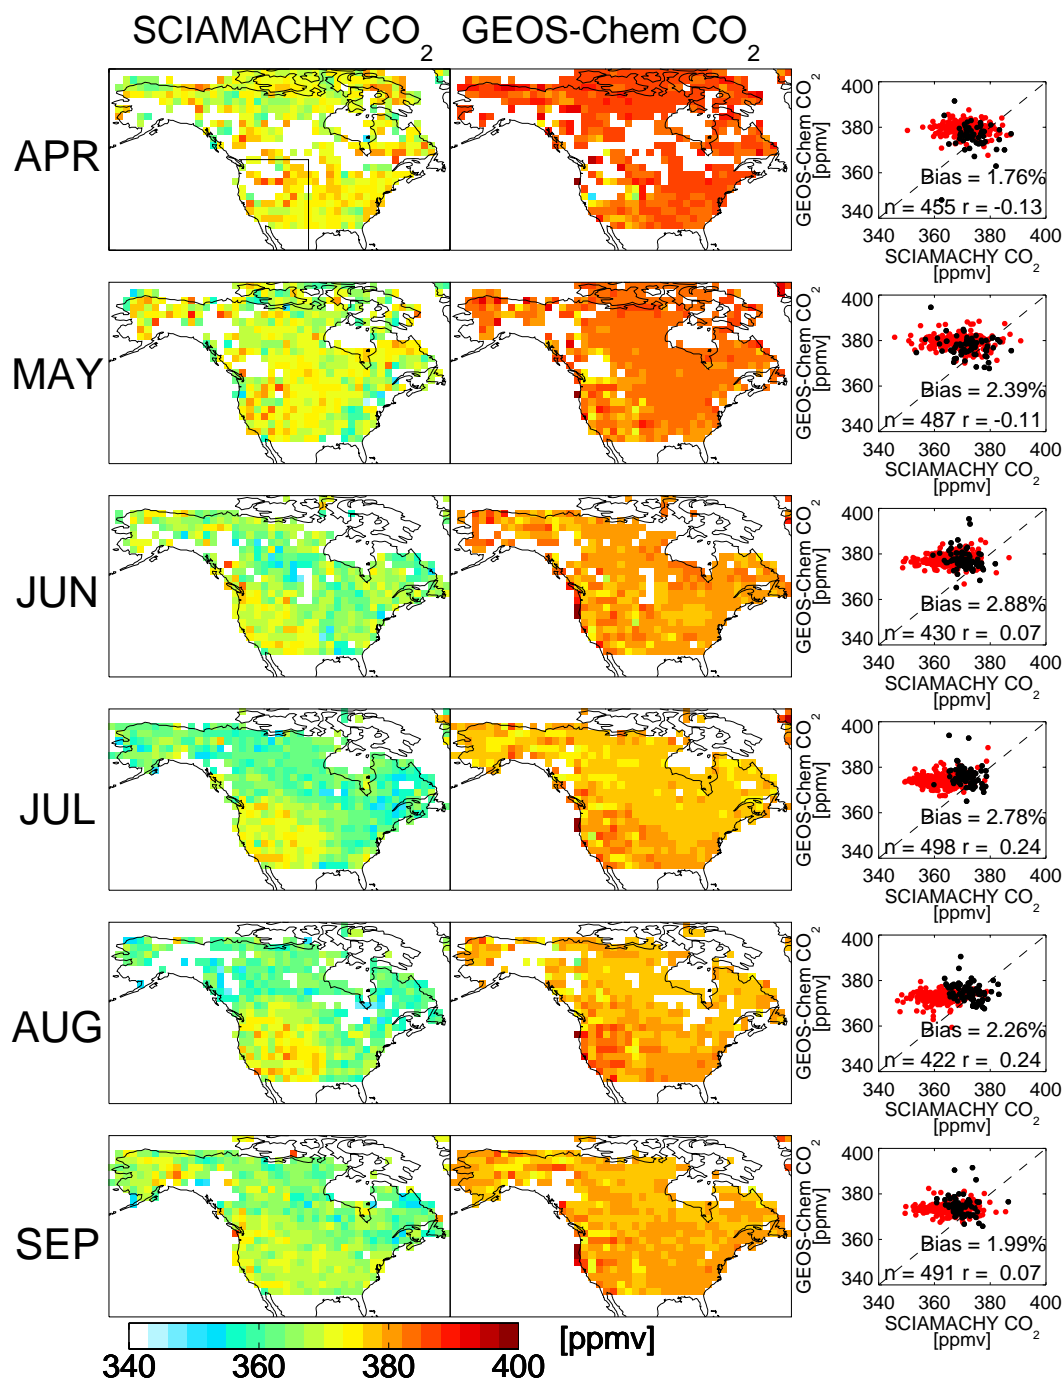 SCIAMACHY CO2 GEOS-Chem CO2
APR
GEOS-Chem CO2
[ppmv]
400
380
360
340
Bias = 1.76%
n = 455 r = -0.13
340 360 380 400
SCIAMACHY CO2
[ppmv]
MAY
GEOS-Chem CO2
[ppmv]
400
380
360
340
Bias = 2.39%
n = 487 r = -0.11
340 360 380 400
SCIAMACHY CO2
[ppmv]
JUN
GEOS-Chem CO2
[ppmv]
400
380
360
340
Bias = 2.88%
n = 430 r = 0.07
340 360 380 400
SCIAMACHY CO2
[ppmv]
JUL
GEOS-Chem CO2
[ppmv]
400
380
360
340
Bias = 2.78%
n = 498 r = 0.24
340 360 380 400
SCIAMACHY CO2
[ppmv]
AUG
GEOS-Chem CO2
[ppmv]
400
380
360
340
Bias = 2.26%
n = 422 r = 0.24
340 360 380 400
SCIAMACHY CO2
[ppmv]
SEP
GEOS-Chem CO2
[ppmv]
400
380
360
340
Bias = 1.99%
n = 491 r = 0.07
340 360 380 400
SCIAMACHY CO2
[ppmv]
[ppmv]
340 360 380 400